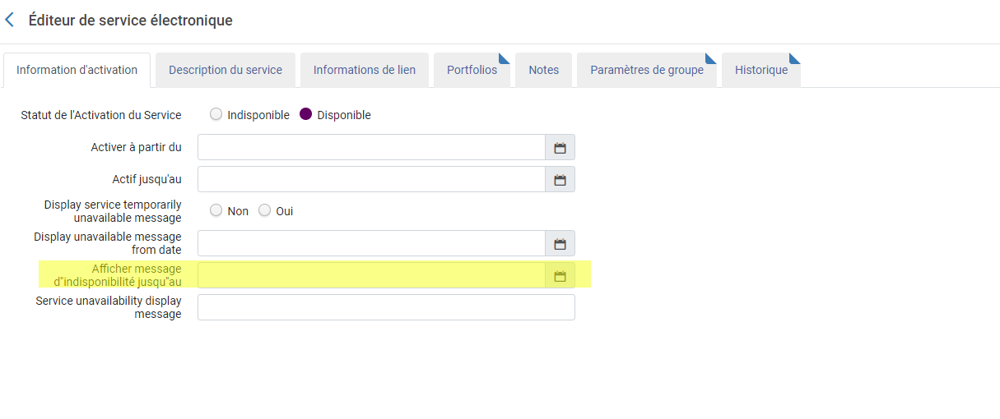 Éditeur de service électronique
Information d'activation Description du service Informations de lien Portfolios Notes Paramètres de groupe Historique
Statut de l'Activation du Service Indisponible Disponible
Activer à partir du
Actif jusqu'au
Display service temporarily
unavailable message
Non Oui
Display unavailable message
from date
Afficher message
d"indisponibilité jusqu"au
Service unavailability display
message